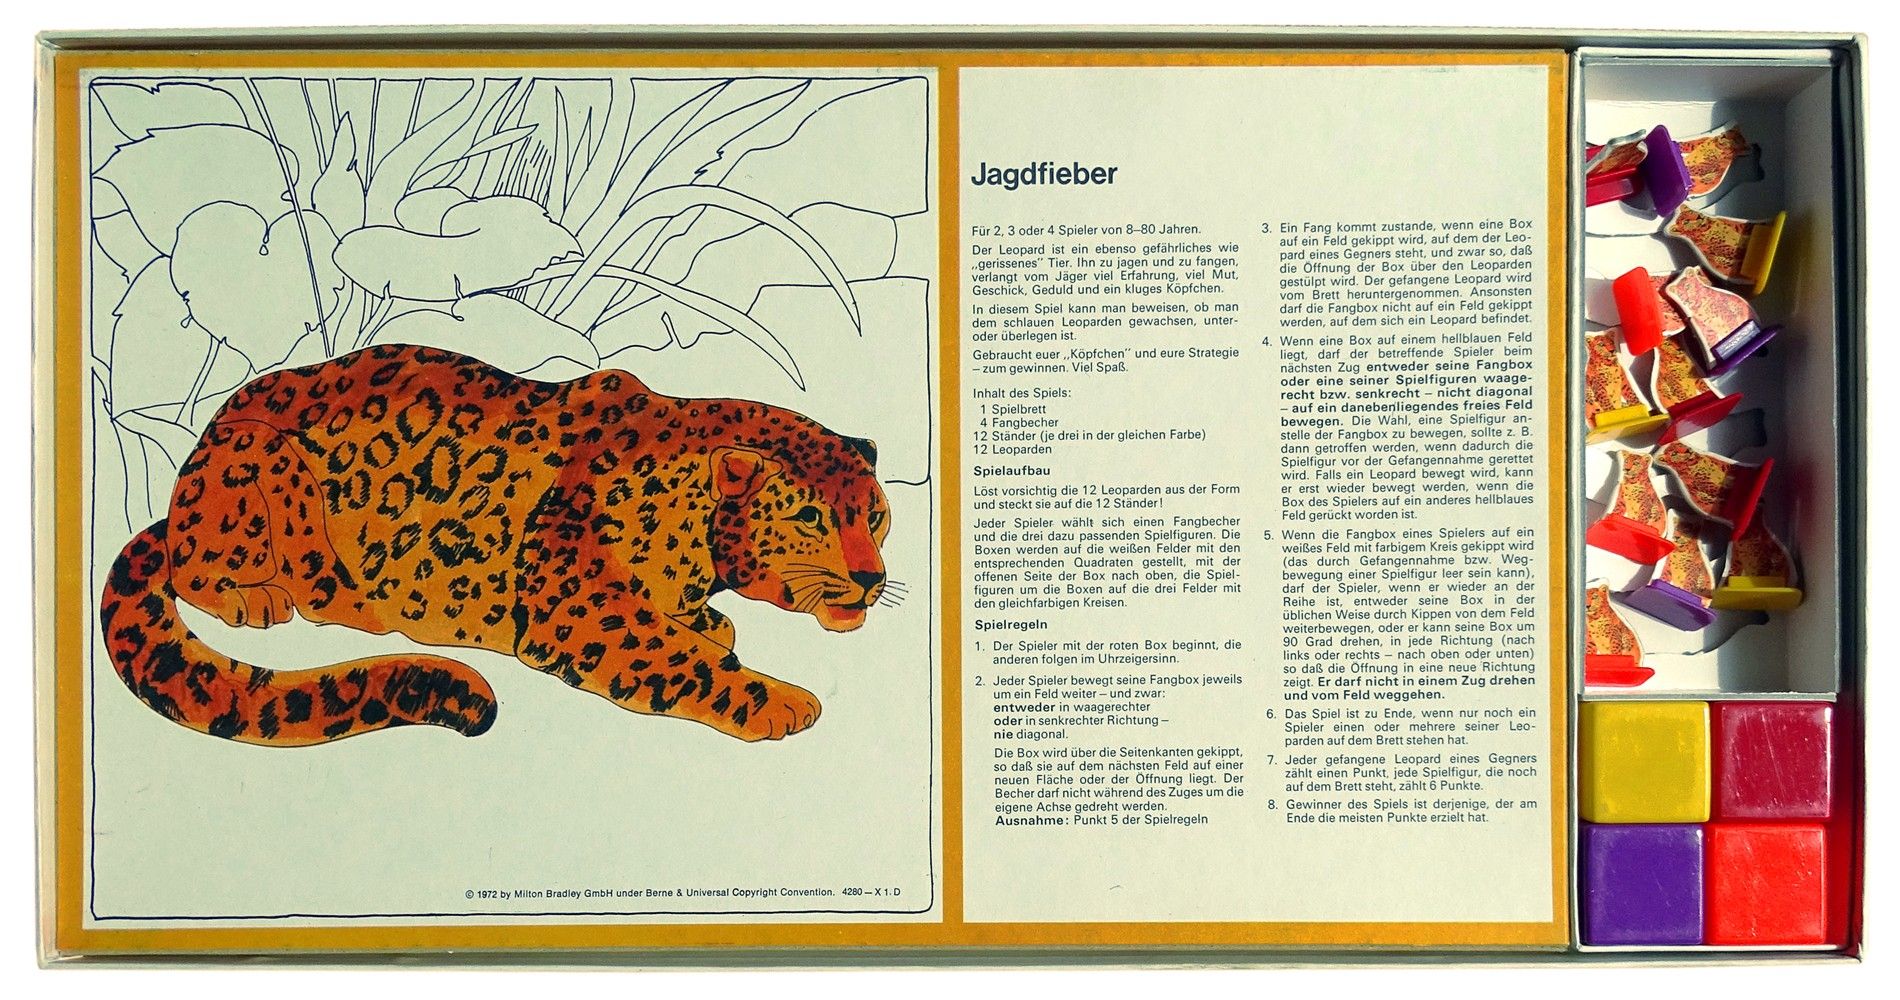 Jagdfieber
Für 2, 3 oder 4 Spieler von 8–80 Jahren.
Der Leopard ist ein ebenso gefährliches wie
„gerissenes" Tier. Ihn zu jagen und zu fangen,
verlangt vom Jäger viel Erfahrung, viel Mut,
Geschick, Geduld und ein kluges Köpfchen.
In diesem Spiel kann man beweisen, ob man
dem schlauen Leoparden gewachsen, unter-
oder überlegen ist.
Gebraucht euer „Köpfchen" und eure Strategie
– zum gewinnen. Viel Spaß.
Inhalt des Spiels:
1 Spielbrett
4 Fangbecher
12 Ständer (je drei in der gleichen Farbe)
12 Leoparden
Spielaufbau
Löst vorsichtig die 12 Leoparden aus der Form
und steckt sie auf die 12 Ständer!
Jeder Spieler wählt sich einen Fangbecher
und die drei dazu passenden Spielfiguren. Die
Boxen werden auf die weißen Felder mit den
entsprechenden Quadraten gestellt, mit der
offenen Seite der Box nach oben, die Spiel-
figuren um die Boxen auf die drei Felder mit
den gleichfarbigen Kreisen.
Spielregeln
1. Der Spieler mit der roten Box beginnt, die
anderen folgen im Uhrzeigersinn.
2. Jeder Spieler bewegt seine Fangbox jeweils
um ein Feld weiter – und zwar:
entweder in waagerechter
oder in senkrechter Richtung –
nie diagonal.
Die Box wird über die Seitenkanten gekippt,
so daß sie auf dem nächsten Feld auf einer
neuen Fläche oder der Öffnung liegt. Der
Becher darf nicht während des Zuges um die
eigene Achse gedreht werden.
Ausnahme: Punkt 5 der Spielregeln
3. Ein Fang kommt zustande, wenn eine Box
auf ein Feld gekippt wird, auf dem der Leo-
pard eines Gegners steht, und zwar so, daß
die Öffnung der Box über den Leoparden
gestülpt wird. Der gefangene Leopard wird
vom Brett heruntergenommen. Ansonsten
darf die Fangbox nicht auf ein Feld gekippt
werden, auf dem sich ein Leopard befindet.
4. Wenn eine Box auf einem hellblauen Feld
liegt, darf der betreffende Spieler beim
nächsten Zug entweder seine Fangbox
oder eine seiner Spielfiguren waage-
recht bzw. senkrecht – nicht diagonal
– auf ein danebenliegendes freies Feld
bewegen. Die Wahl, eine Spielfigur an-
stelle der Fangbox zu bewegen, sollte z. B.
dann getroffen werden, wenn dadurch die
Spielfigur vor der Gefangennahme gerettet
wird. Falls ein Leopard bewegt wird, kann
er erst wieder bewegt werden, wenn die
Box des Spielers auf ein anderes hellblaues
Feld gerückt worden ist.
5. Wenn die Fangbox eines Spielers auf ein
weißes Feld mit farbigem Kreis gekippt wird
(das durch Gefangennahme bzw. Weg-
bewegung einer Spielfigur leer sein kann),
darf der Spieler, wenn er wieder an der
Reihe ist, entweder seine Box in der
üblichen Weise durch Kippen von dem Feld
weiterbewegen, oder er kann seine Box um
90 Grad drehen, in jede Richtung (nach
links oder rechts – nach oben oder unten)
so daß die Öffnung in eine neue Richtung
zeigt. Er darf nicht in einem Zug drehen
und vom Feld weggehen.
6. Das Spiel ist zu Ende, wenn nur noch ein
Spieler einen oder mehrere seiner Leo-
parden auf dem Brett stehen hat.
7. Jeder gefangene Leopard eines Gegners
zählt einen Punkt, jede Spielfigur, die noch
auf dem Brett steht, zählt 6 Punkte.
8. Gewinner des Spiels ist derjenige, der am
Ende die meisten Punkte erzielt hat.
© 1972 by Milton Bradley GmbH under Berne & Universal Copyright Convention. 4280 – X 1. D